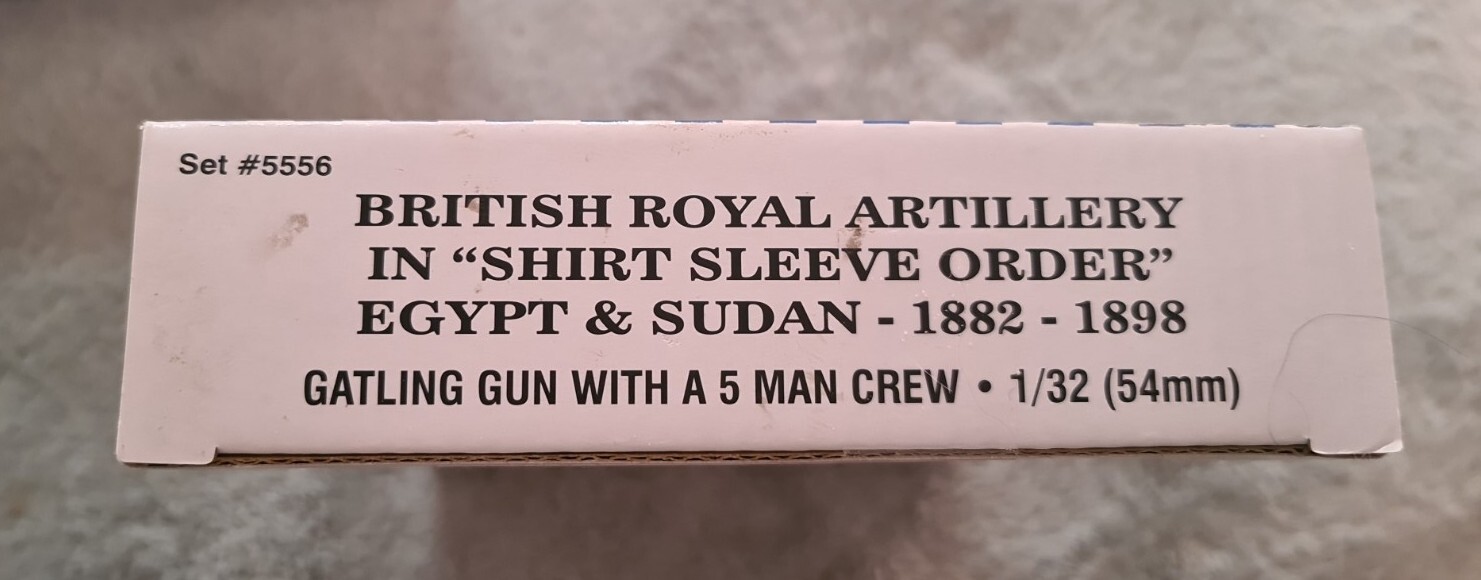 Set #5556
BRITISH ROYAL ARTILLERY
IN “SHIRT SLEEVE ORDER”
EGYPT & SUDAN - 1882 - 1898
GATLING GUN WITH A 5 MAN CREW • 1/32 (54mm)